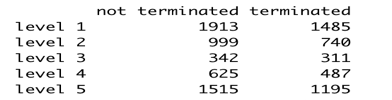 not terminated terminated
level 1 1913 1485
level 2 999 740
level 3 342 311
level 4 625 487
level 5 1515 1195